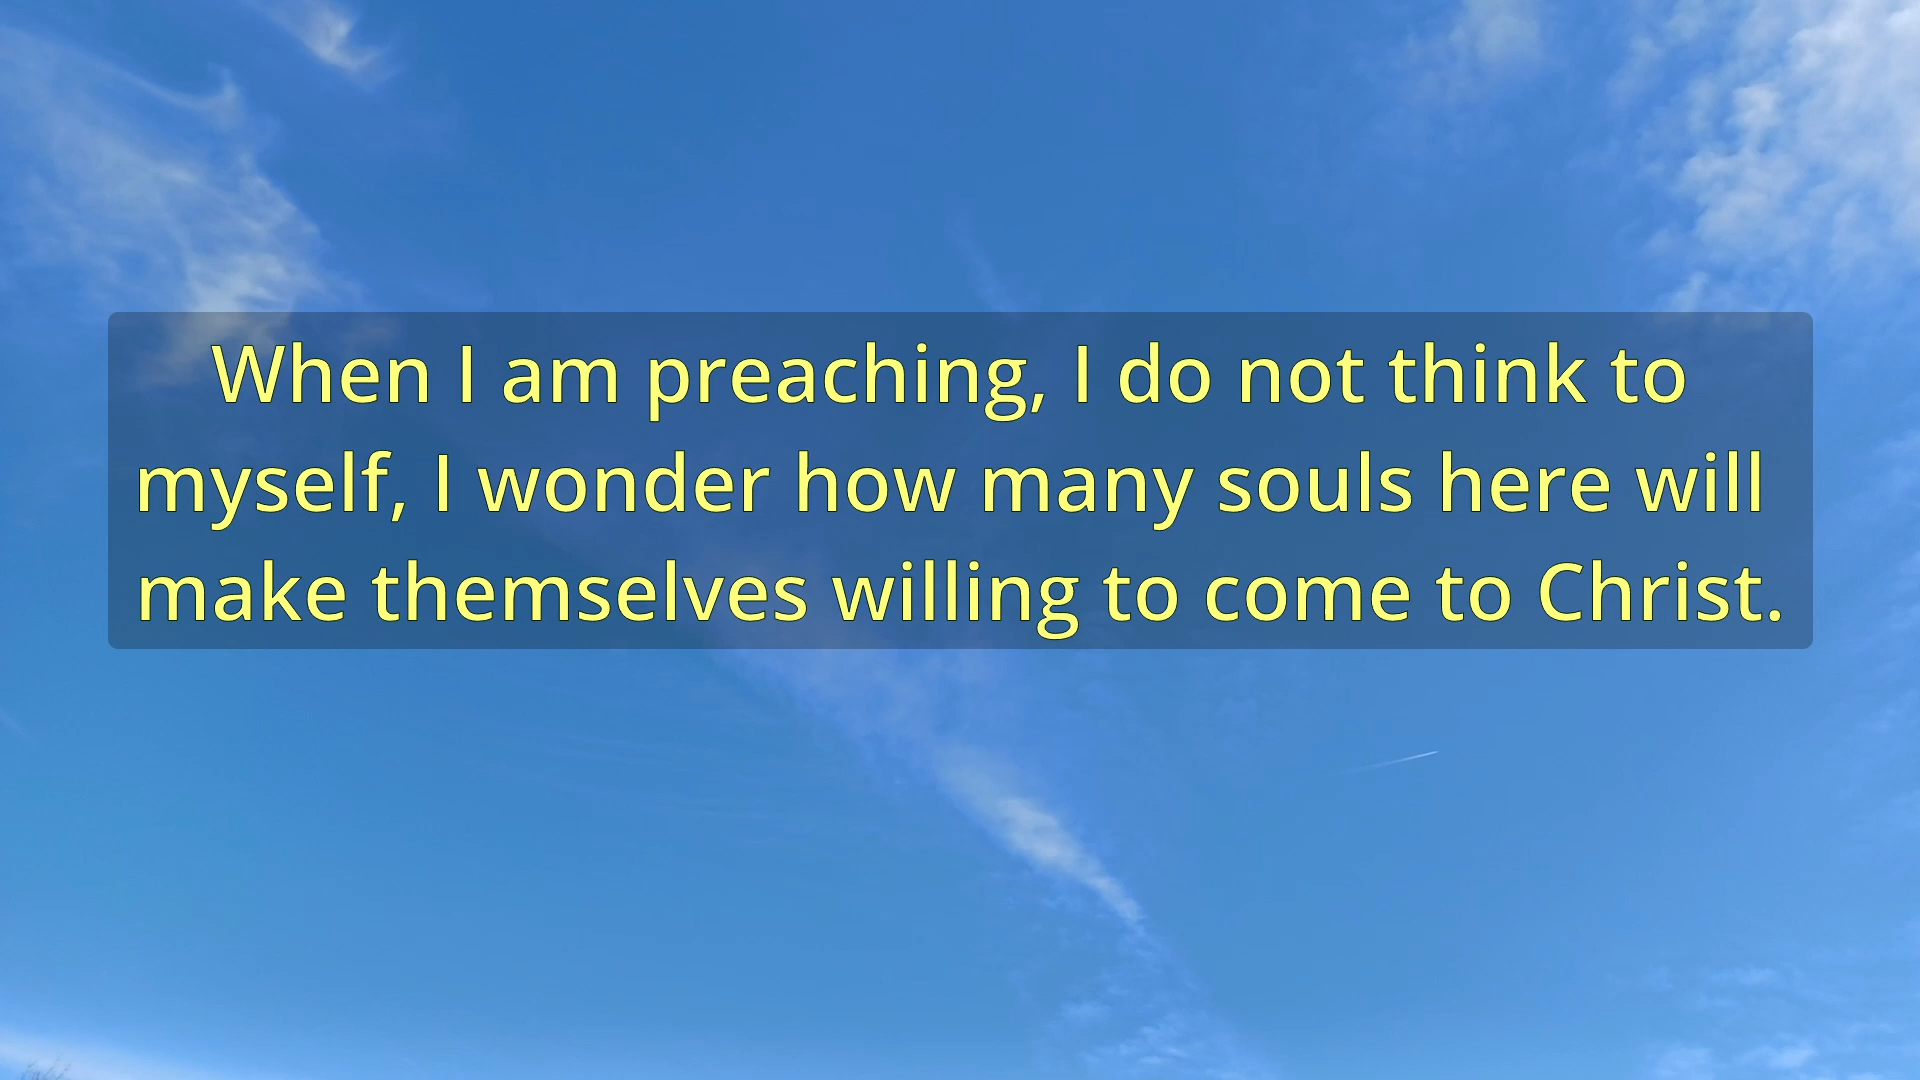 When I am preaching, I do not think to
myself, I wonder how many souls here will
make themselves willing to come to Christ.